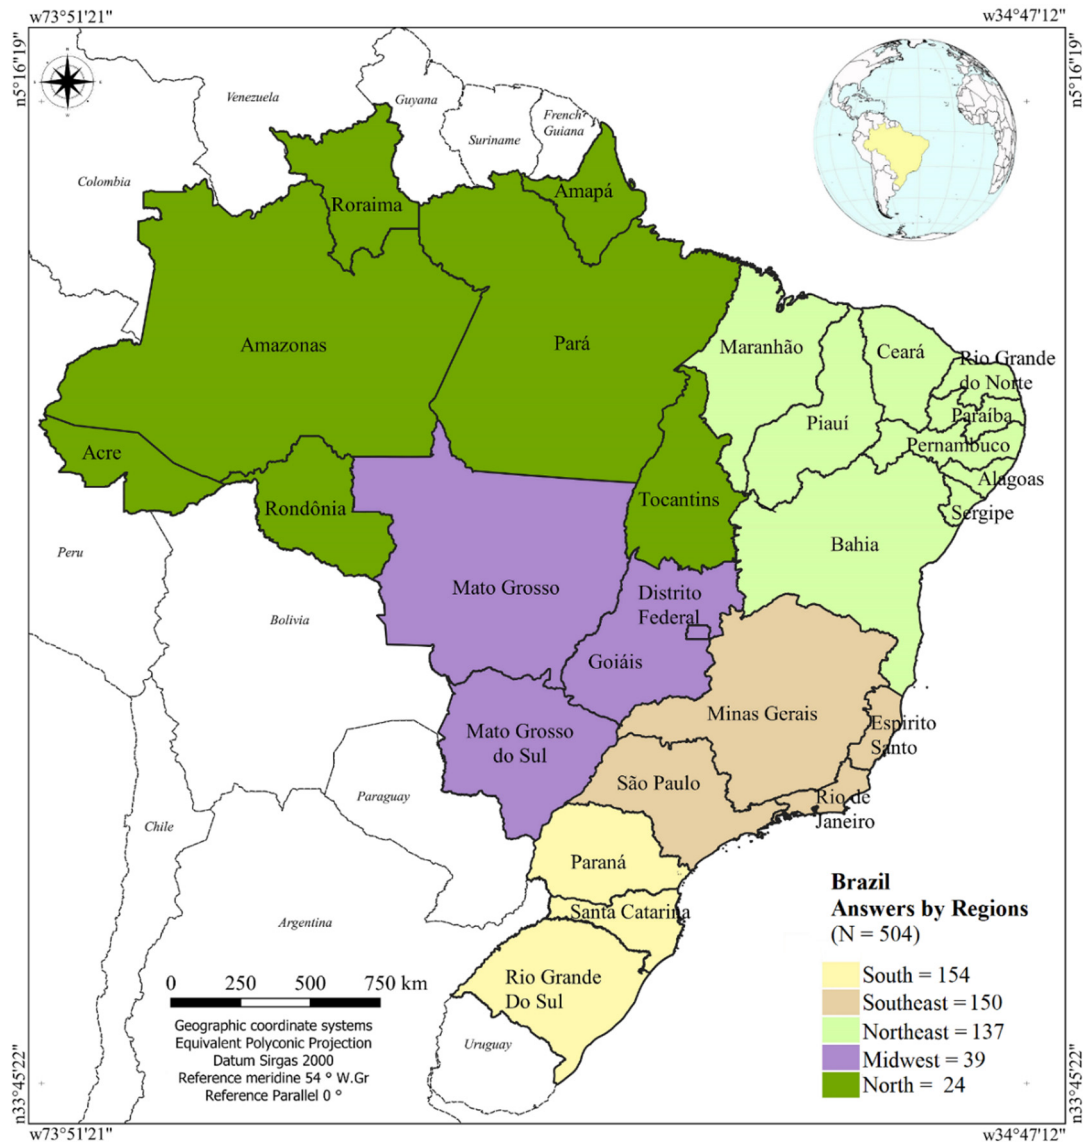 w73°51'21"
w34°47'12"
n5°16'19"
n5°16'19"
Venezuela
Guyana
Suriname
French
Guiana
Colombia
Roraima
Amapá
Amazonas
Pará
Maranhão
Ceará
Rio Grande
do Norte
Piauí
Paraíba
Pernambuco
Acre
Alagoas
Rondônia
Tocantins
Sergipe
Bahia
Peru
Mato Grosso
Distrito
Federal
Bolivia
Goiáis
Minas Gerais
Espirito
Santo
Mato Grosso
do Sul
São Paulo
Paraguay
Rio de
Janeiro
Chile
Paraná
Santa Catarina
Argentina
Rio Grande
Do Sul
Uruguay
Brazil
Answers by Regions
(N = 504)
South = 154
Southeast = 150
Northeast = 137
Midwest = 39
North = 24
0 250 500 750 km
Geographic coordinate systems
Equivalent Polyconic Projection
Datum Sirgas 2000
Reference meridine 54 ° W.Gr
Reference Parallel 0 °
n33°45'22"
n33°45'22"
w73°51'21"
w34°47'12"